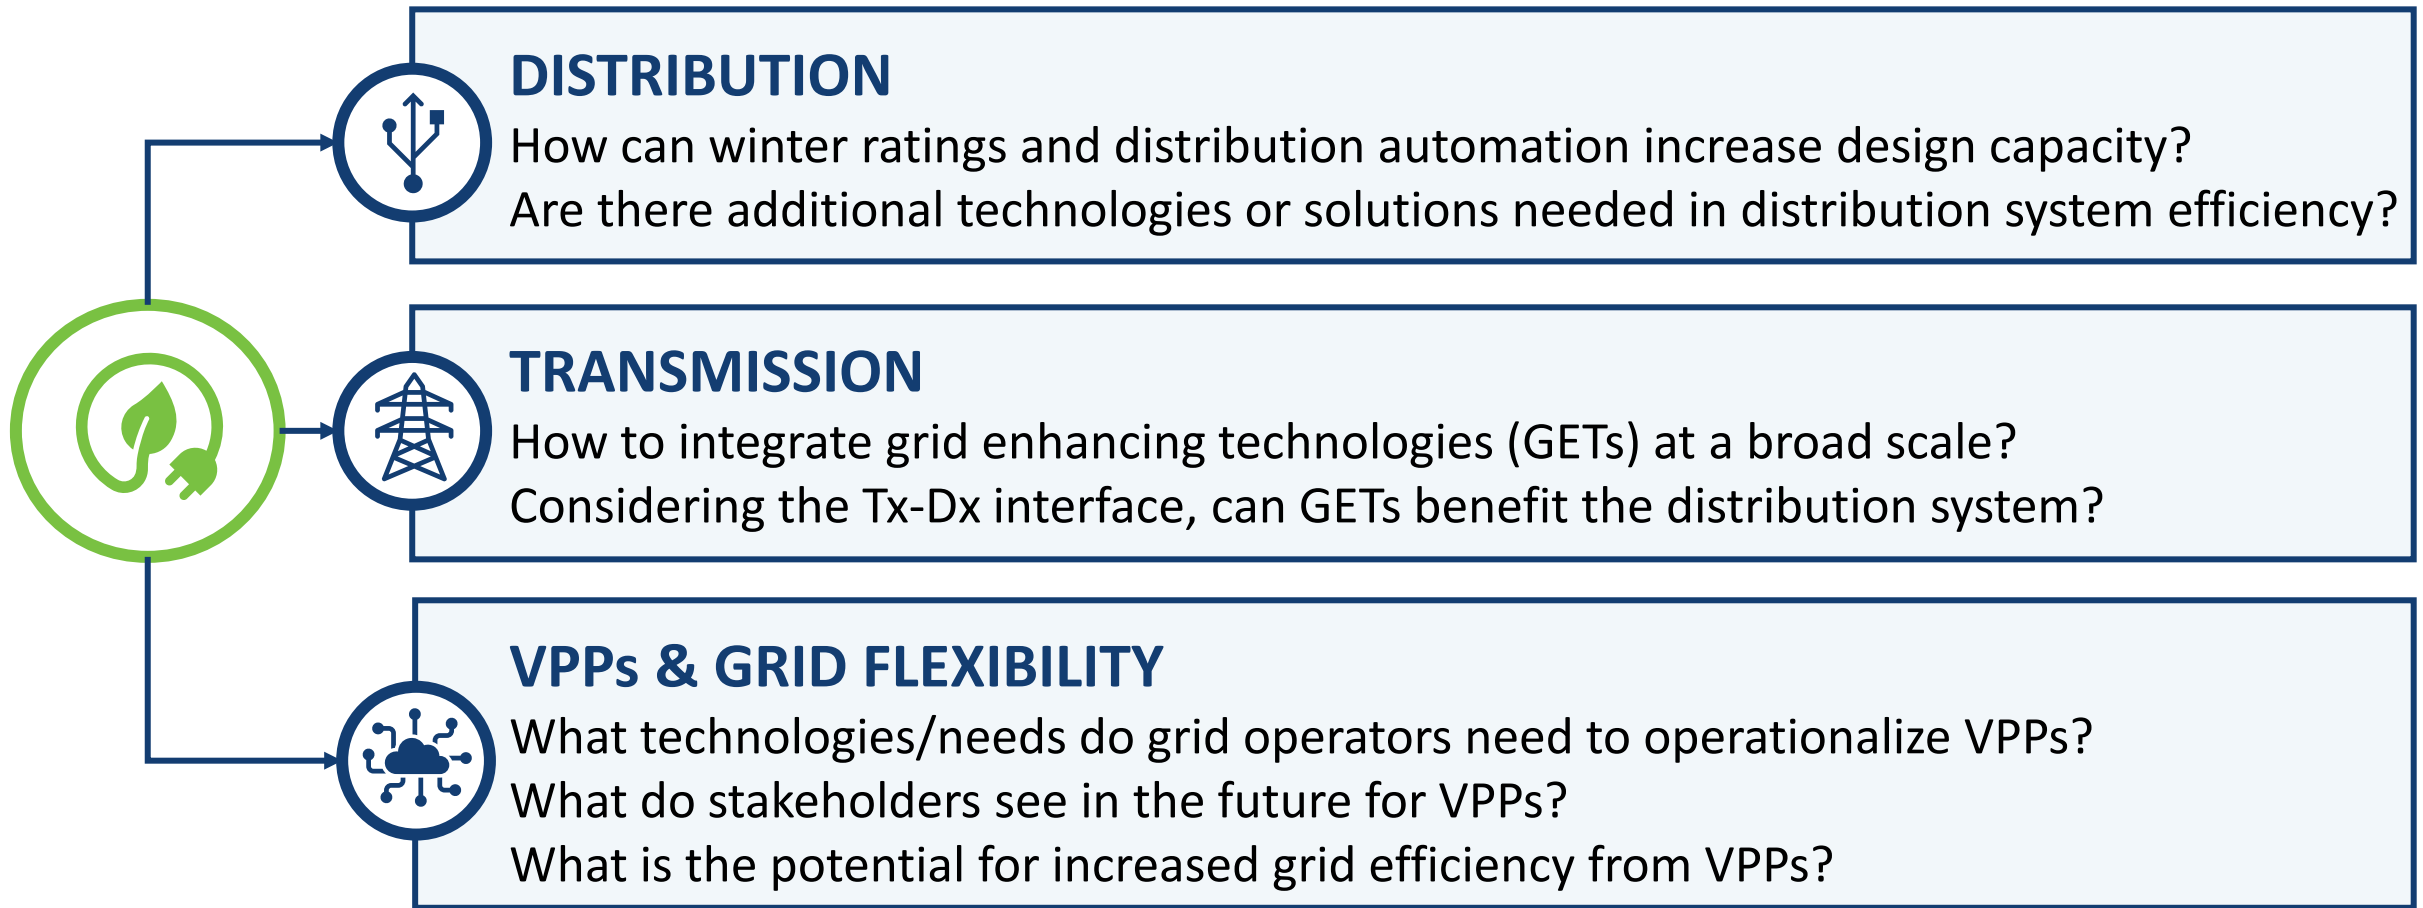 DISTRIBUTION
How can winter ratings and distribution automation increase design capacity?
Are there additional technologies or solutions needed in distribution system efficiency?
TRANSMISSION
How to integrate grid enhancing technologies (GETs) at a broad scale?
Considering the Tx-Dx interface, can GETs benefit the distribution system?
VPPs & GRID FLEXIBILITY
What technologies/needs do grid operators need to operationalize VPPs?
What do stakeholders see in the future for VPPs?
What is the potential for increased grid efficiency from VPPs?